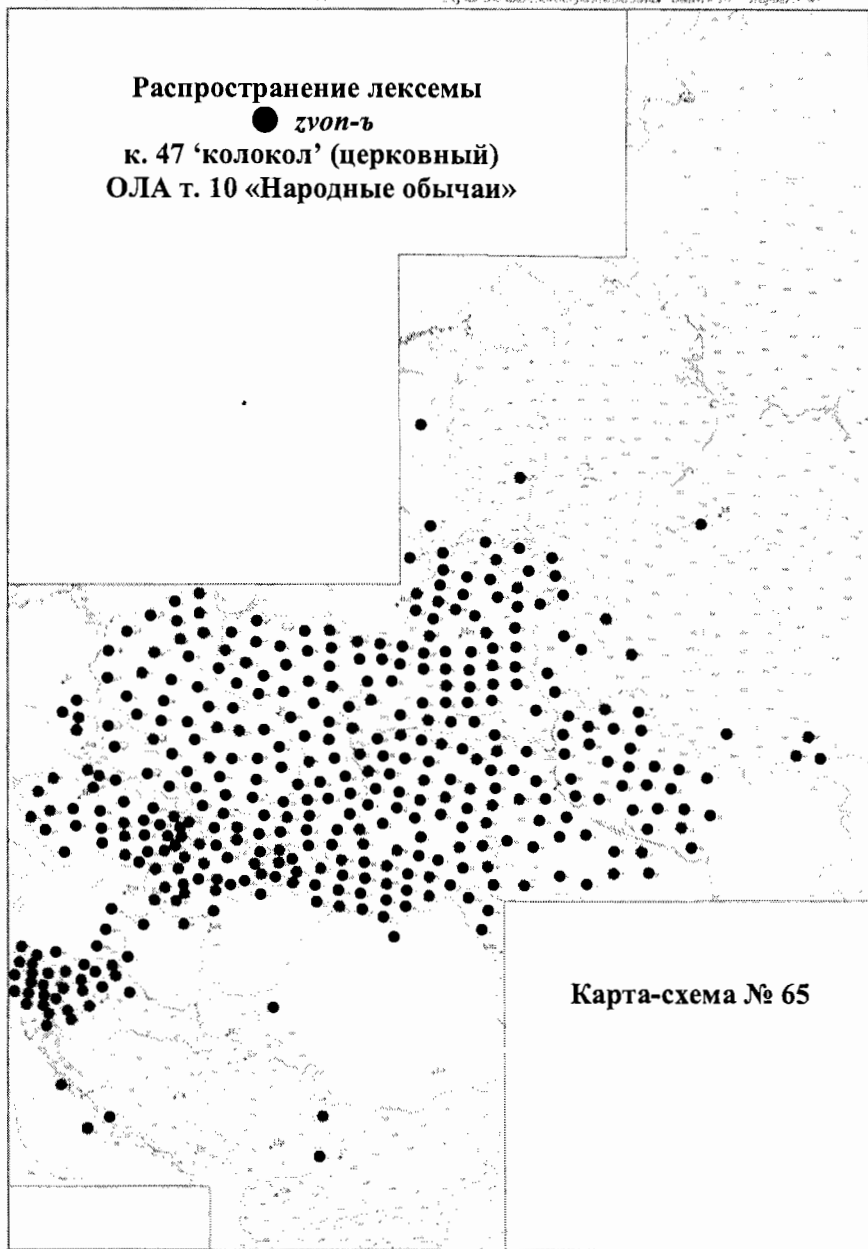 Распространение лексемы
● zvon-ъ
к. 47 ‘колокол’ (церковный)
ОЛА т. 10 «Народные обычаи»
Карта-схема № 65